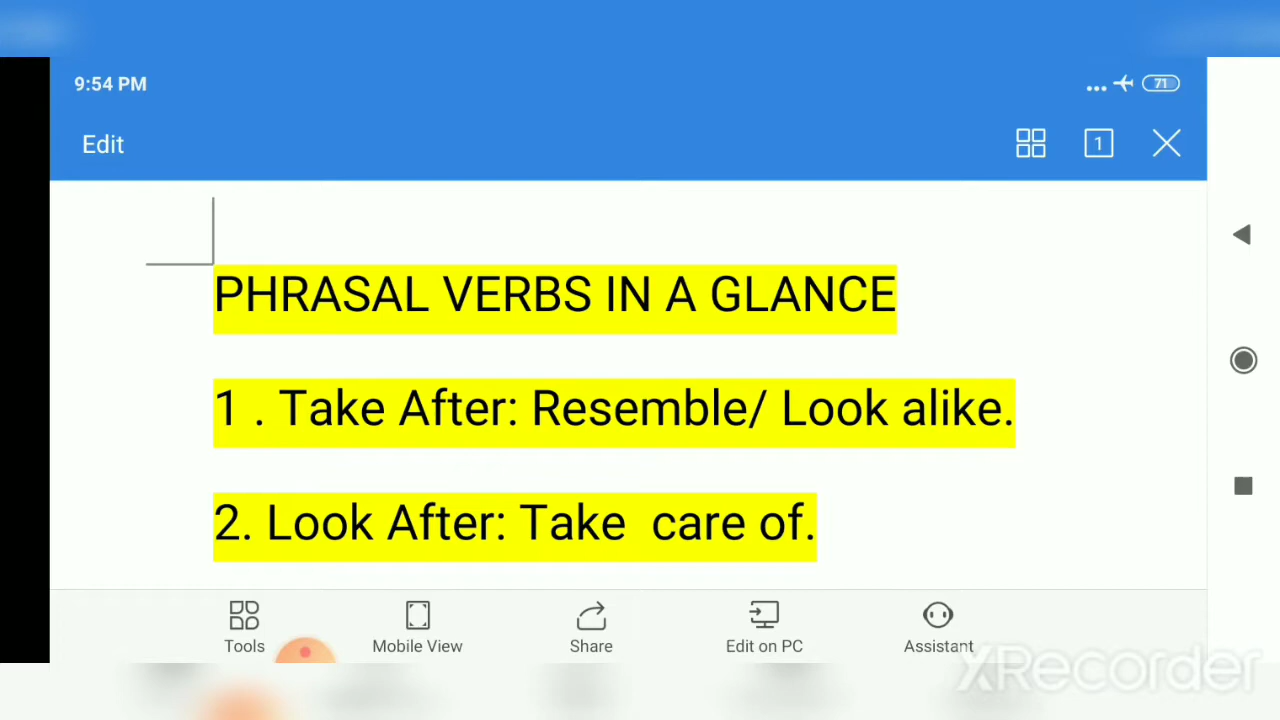 9:54 PM
71
Edit
1
PHRASAL VERBS IN A GLANCE
1 . Take After: Resemble/ Look alike.
2. Look After: Take  care of.
Tools
Mobile View
Share
Edit on PC
Assistant
XRecorder